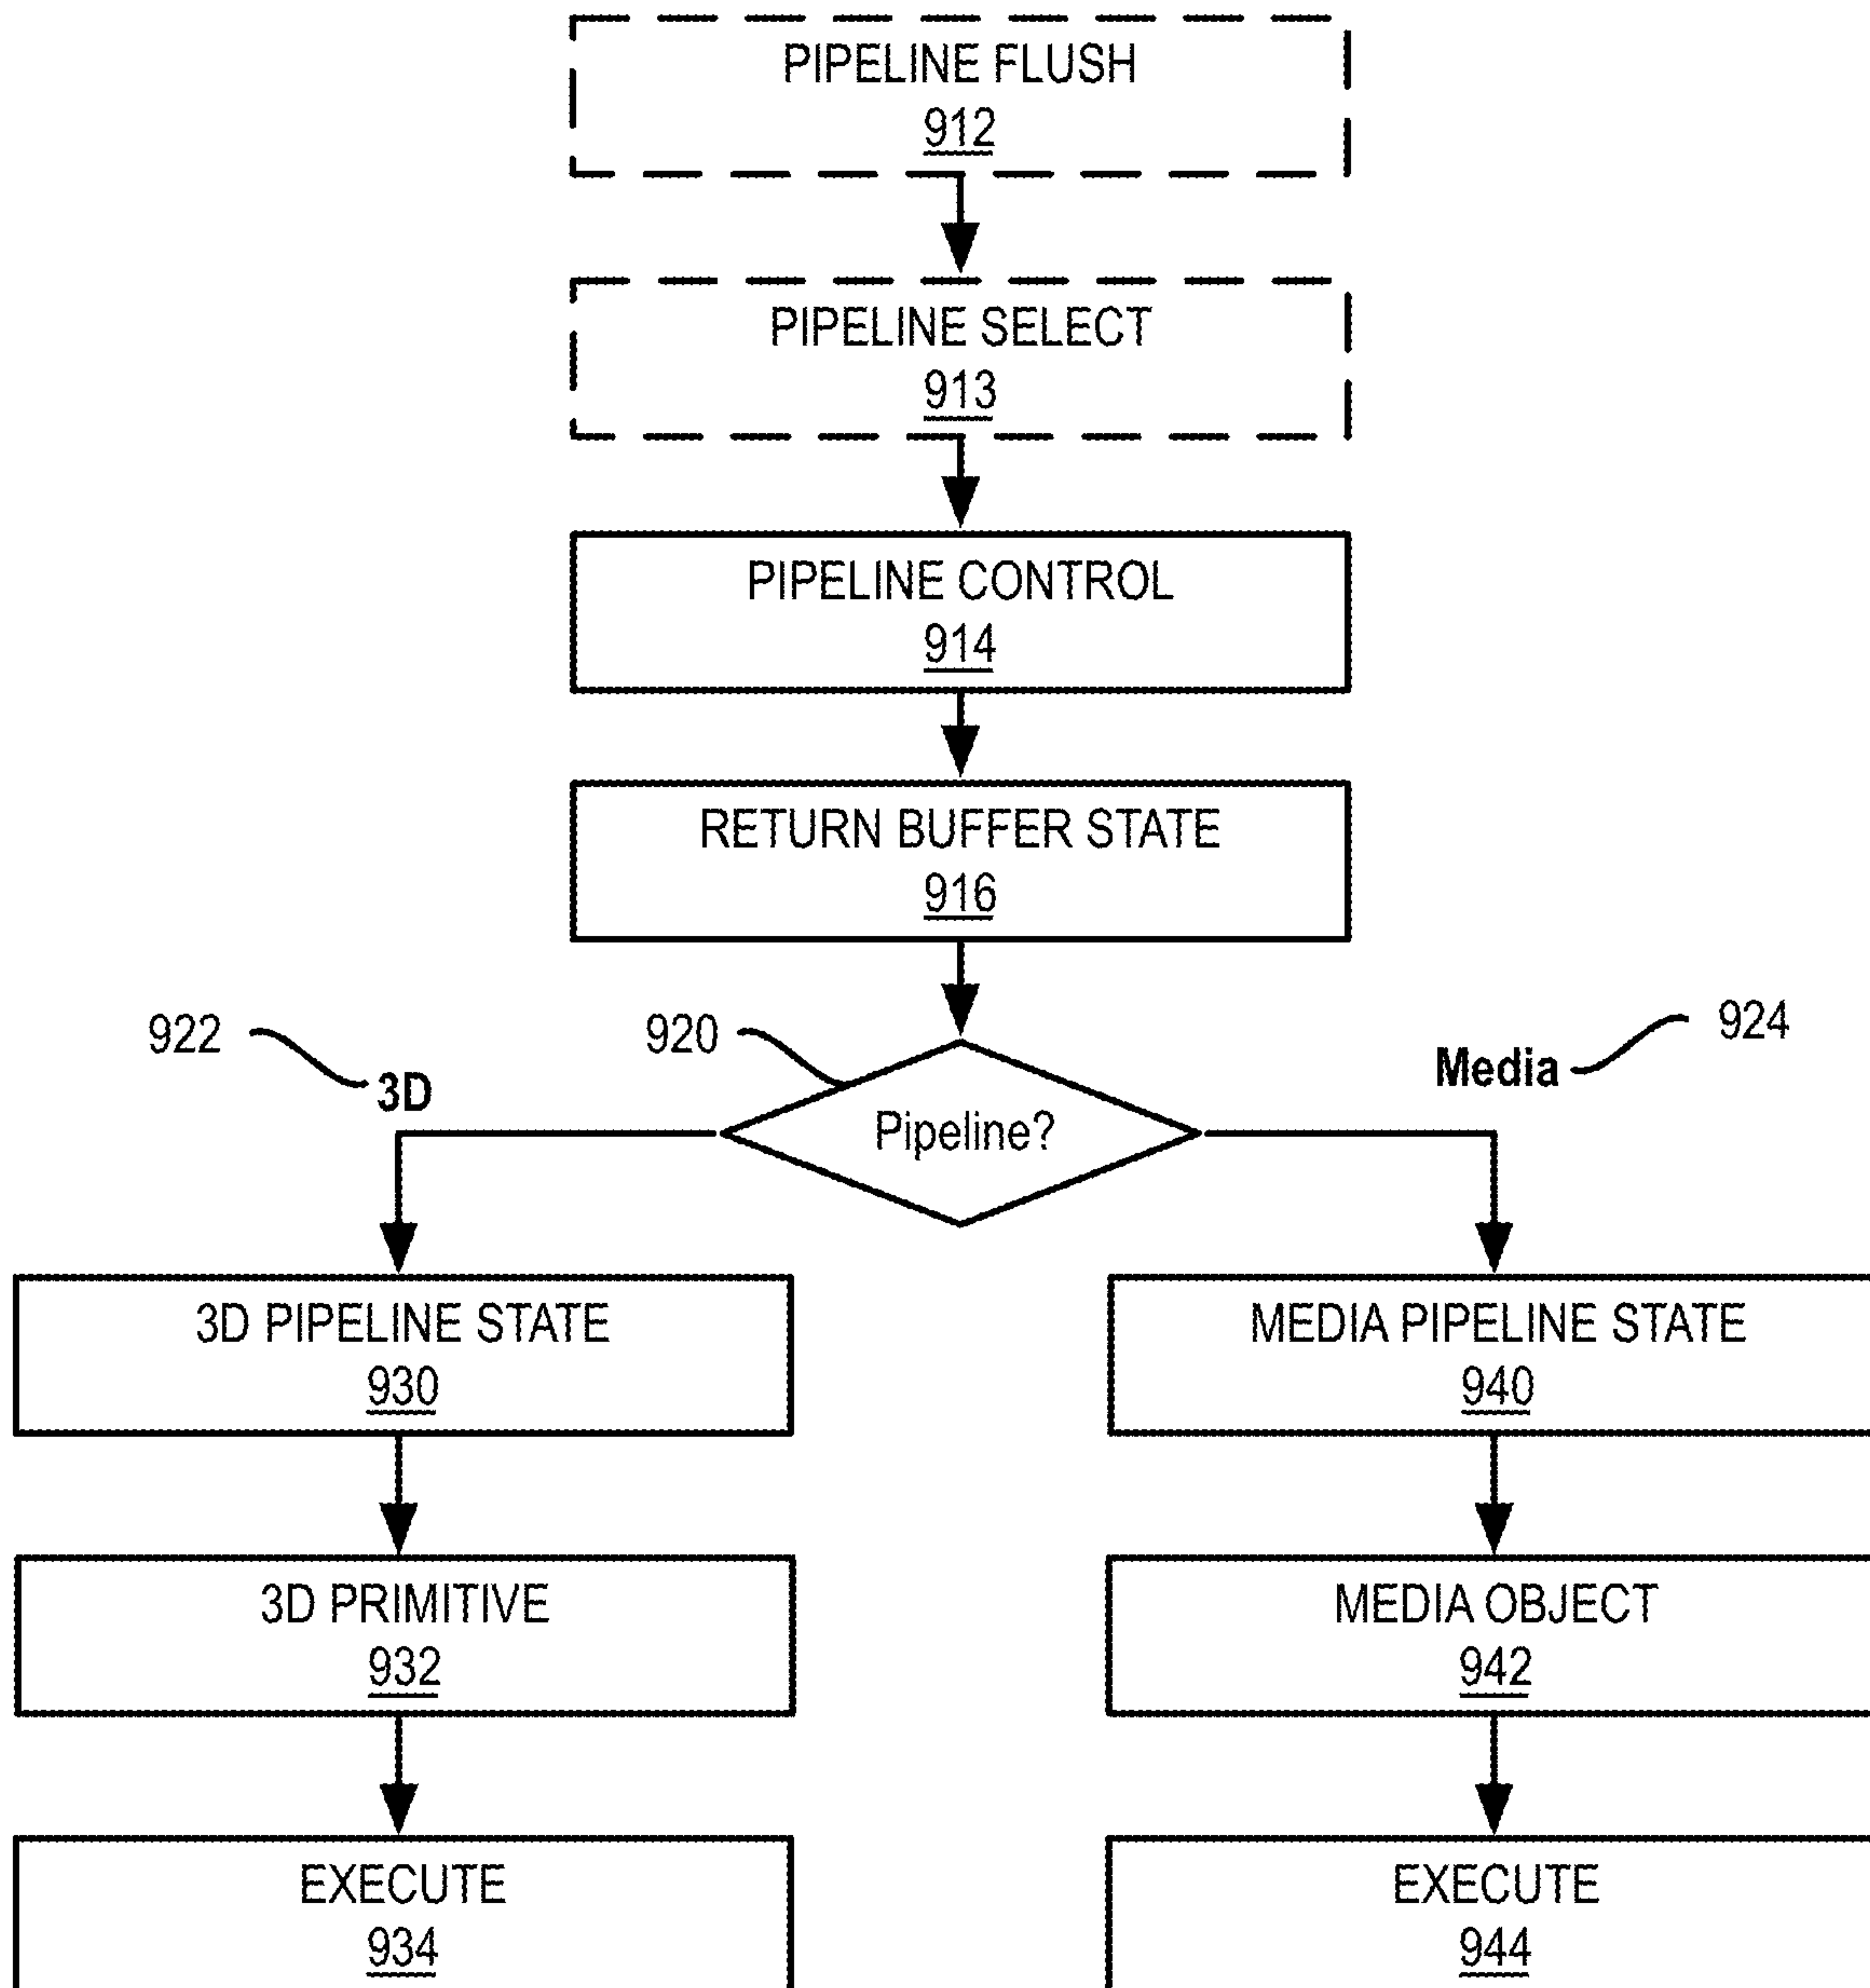 PIPELINE FLUSH
912
PIPELINE SELECT
913
PIPELINE CONTROL
914
RETURN BUFFER STATE
916
922
920
924
3D
Media
Pipeline?
3D PIPELINE STATE
930
MEDIA PIPELINE STATE
940
3D PRIMITIVE
932
MEDIA OBJECT
942
EXECUTE
934
EXECUTE
944